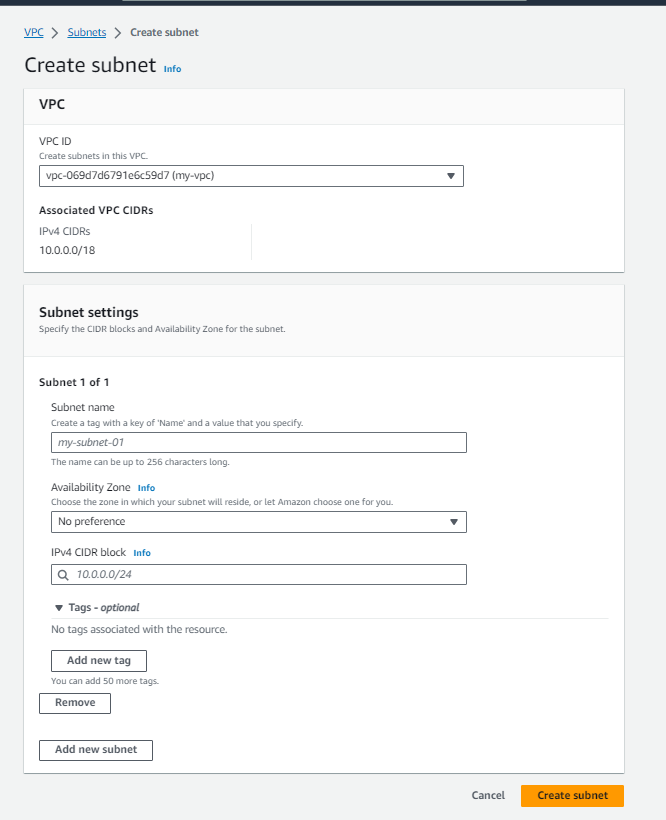 VPC > Subnets > Create subnet
Create subnet Info
VPC
VPC ID
Create subnets in this VPC.
vpc-069d7d6791e6c59d7 (my-vpc)
Associated VPC CIDRs
IPv4 CIDRs
10.0.0.0/18
Subnet settings
Specify the CIDR blocks and Availability Zone for the subnet.
Subnet 1 of 1
Subnet name
Create a tag with a key of 'Name' and a value that you specify.
my-subnet-01
The name can be up to 256 characters long.
Availability Zone Info
Choose the zone in which your subnet will reside, or let Amazon choose one for you.
No preference
IPv4 CIDR block Info
10.0.0.0/24
Tags - optional
No tags associated with the resource.
Add new tag
You can add 50 more tags.
Remove
Add new subnet
Cancel Create subnet